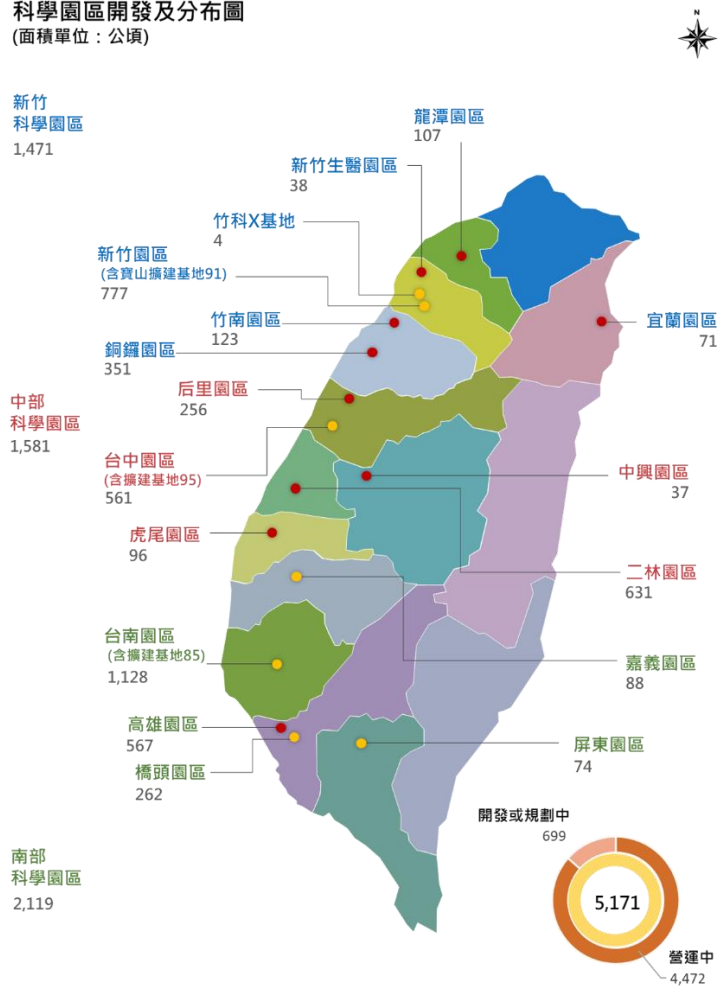 科學園區開發及分布圖
(面積單位：公頃)
N
新竹
科學園區
1,471
龍潭園區
107
新竹生醫園區
38
竹科X基地
4
新竹園區
(含寶山擴建基地91)
777
竹南園區
123
宜蘭園區
71
銅鑼園區
351
后里園區
256
中部
科學園區
1,581
台中園區
(含擴建基地95)
561
中興園區
37
虎尾園區
96
二林園區
631
台南園區
(含擴建基地85)
1,128
嘉義園區
88
高雄園區
567
屏東園區
74
橋頭園區
262
南部
科學園區
2,119
開發或規劃中
699
5,171
營運中
4,472